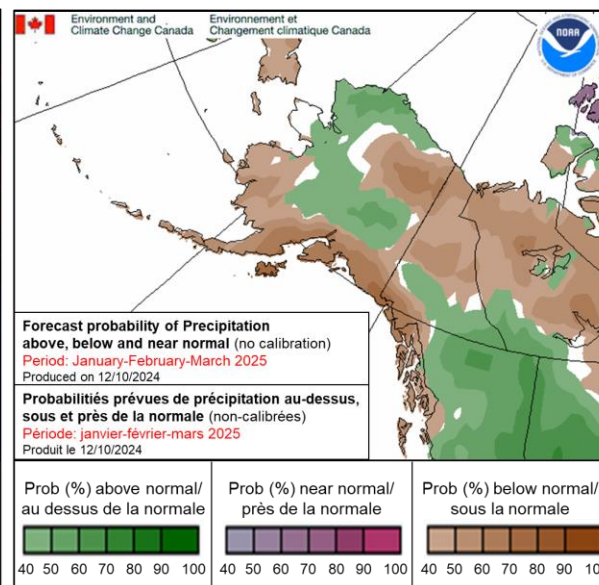 Environment and
Climate Change Canada
Environnement et
Changement climatique Canada
NOAA
Forecast probability of Precipitation
above, below and near normal (no calibration)
Period: January-February-March 2025
Produced on 12/10/2024
Probabiltiés prévues de précipitation au-dessus,
sous et près de la normale (non-calibrées)
Période: janvier-février-mars 2025
Produit le 12/10/2024
Prob (%) above normal/
au dessus de la normale
40 50 60 70 80 90 100
Prob (%) near normal/
près de la normale
40 50 60 70 80 90 100
Prob (%) below normal/
sous la normale
40 50 60 70 80 90 10